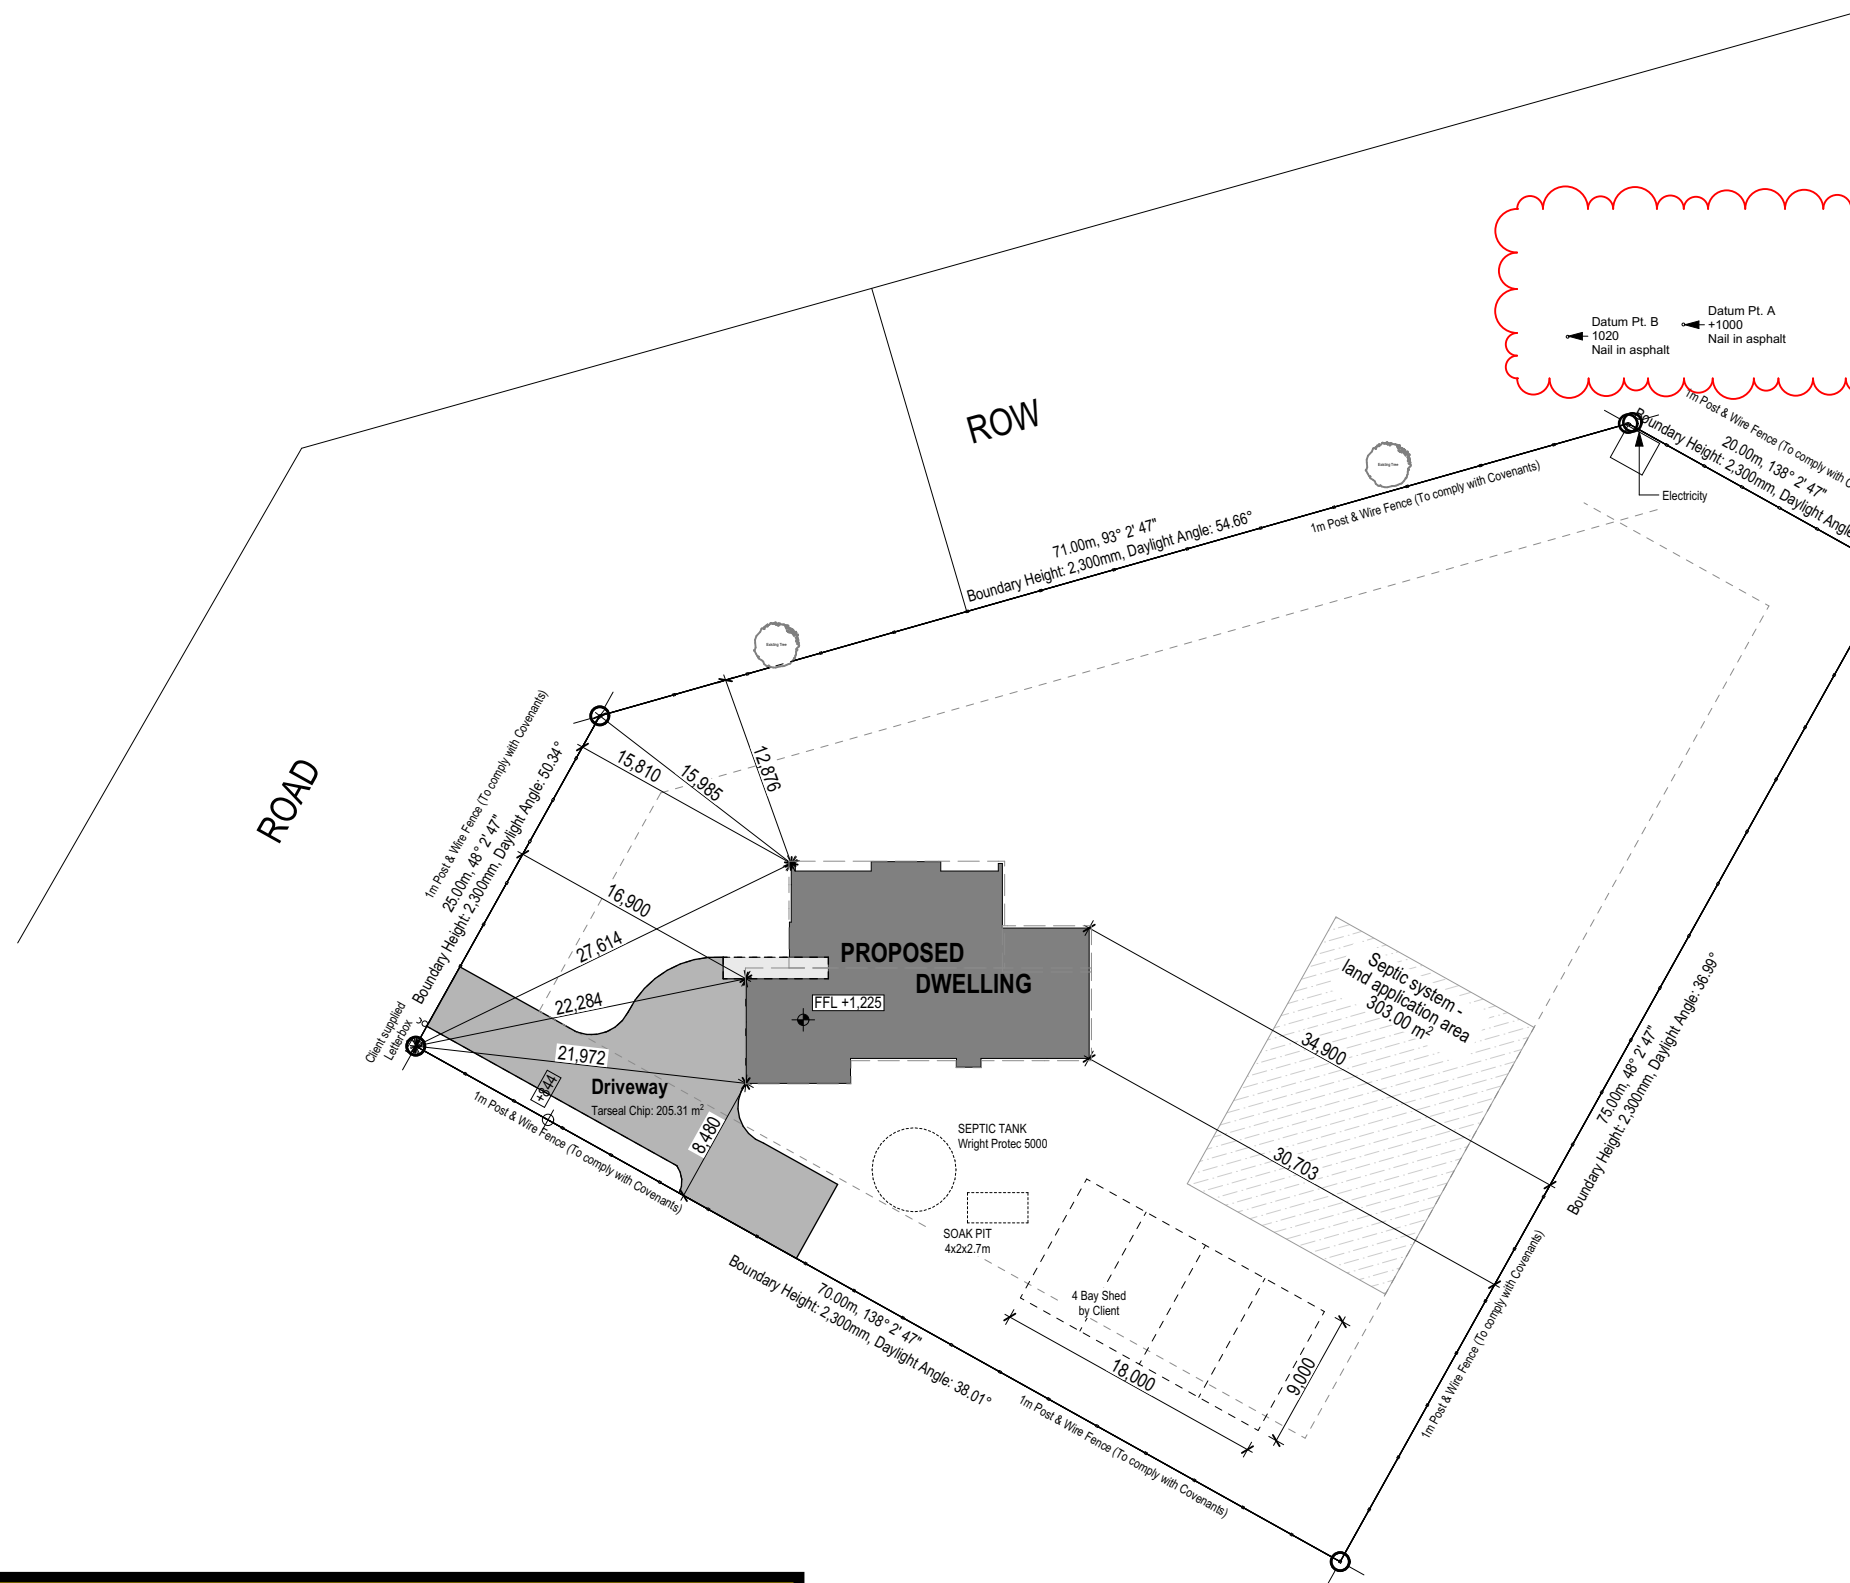 Datum Pt. A
+1000
Nail in asphalt
Datum Pt. B
1020
Nail in asphalt
ROW
1m Post & Wire Fence (To comply with C
20.00m, 138° 2' 47"
Boundary Height: 2,300mm, Daylight Angle
Existing Tree
Electricity
1m Post & Wire Fence (To comply with Covenants)
71.00m, 93° 2' 47"
Boundary Height: 2,300mm, Daylight Angle: 54.66°
Existing Tree
ROAD
1m Post & Wire Fence (To comply with Covenants)
25.00m, 48° 2' 47"
Boundary Height: 2,300mm, Daylight Angle: 50.34°
15,810
15,985
12,876
16,900
27,614
22,284
21,972
PROPOSED
DWELLING
FFL +1,225
Client supplied
Letterbox
+844
Driveway
Tarseal Chip: 205.31 m²
8,480
1m Post & Wire Fence (To comply with Covenants)
Septic system -
land application area
303.00 m²
34,900
30,703
75.00m, 48° 2' 47"
Boundary Height: 2,300mm, Daylight Angle: 36.99°
SEPTIC TANK
Wright Protec 5000
SOAK PIT
4x2x2.7m
4 Bay Shed
by Client
18,000
9,000
70.00m, 138° 2' 47"
Boundary Height: 2,300mm, Daylight Angle: 38.01°
1m Post & Wire Fence (To comply with Covenants)
1m Post & Wire Fence (To comply with Covenants)